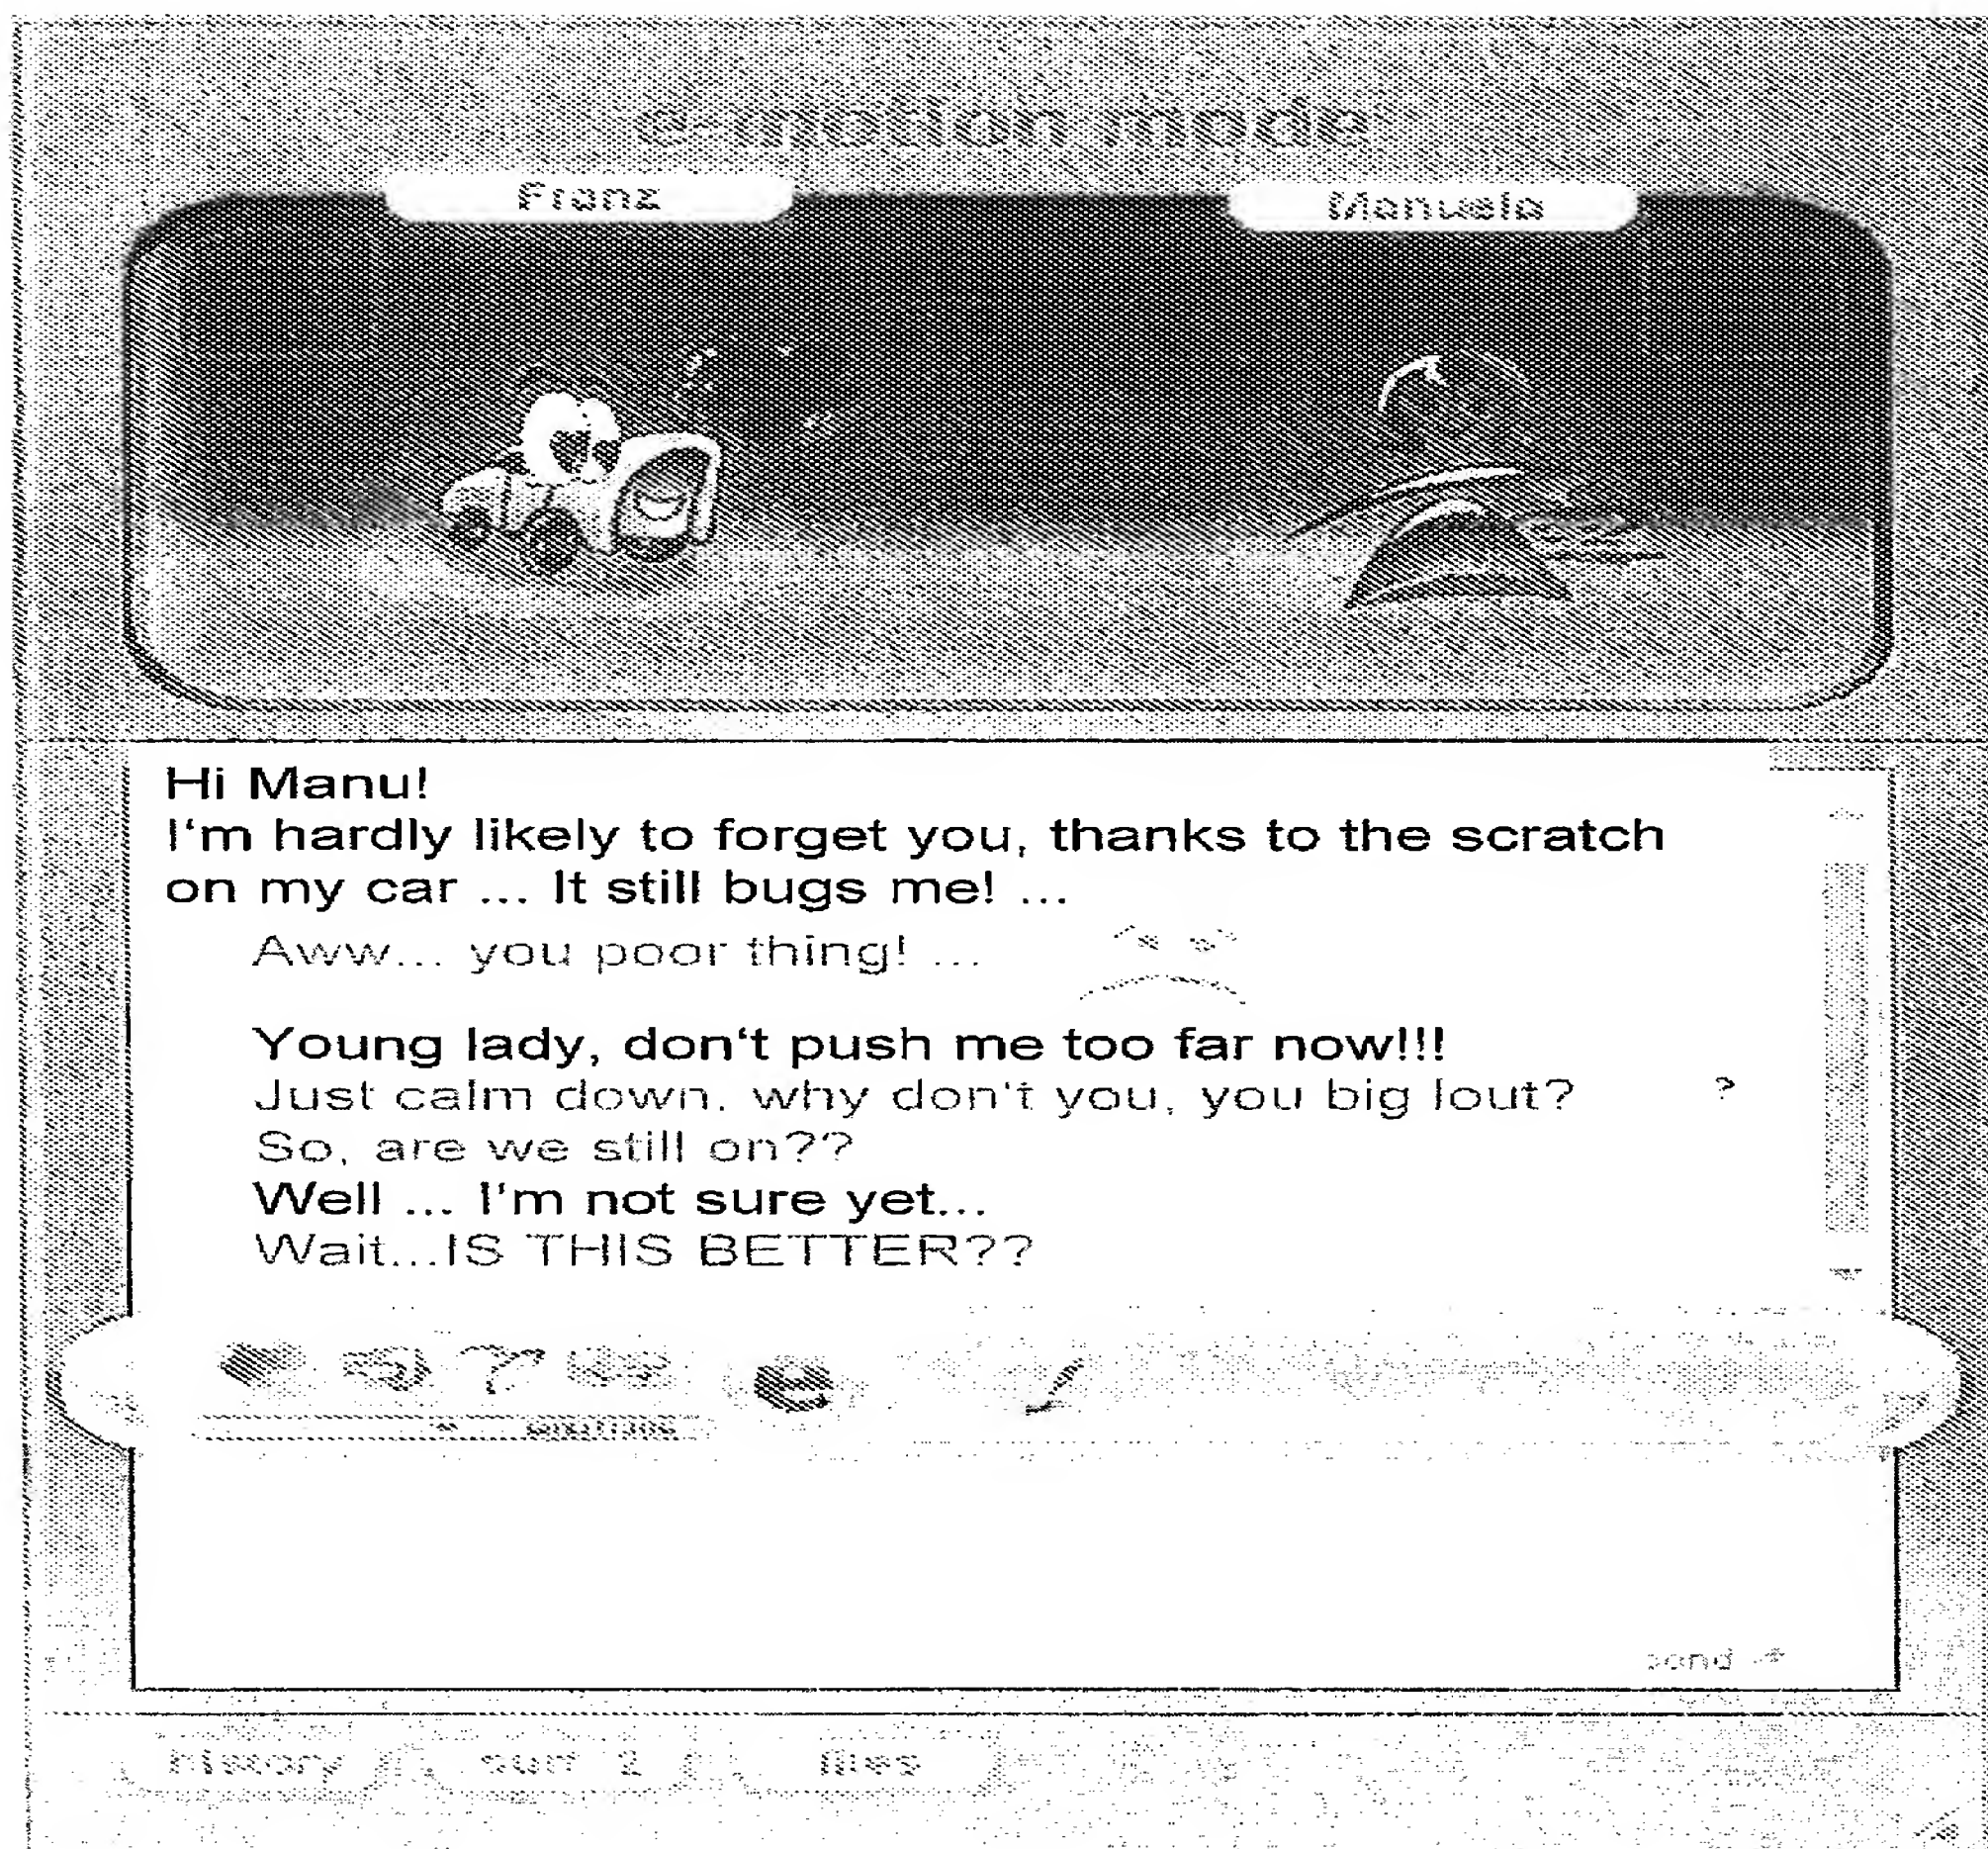 e-motion mode
Franz
Manuela
Hi Manu!
I'm hardly likely to forget you, thanks to the scratch
on my car ... It still bugs me! ...
Aww... you poor thing! ...
Young lady, don't push me too far now!!!
Just calm down. why don't you, you big lout? ?
So, are we still on??
Well ... I'm not sure yet...
Wait...IS THIS BETTER??
emotions
history
files